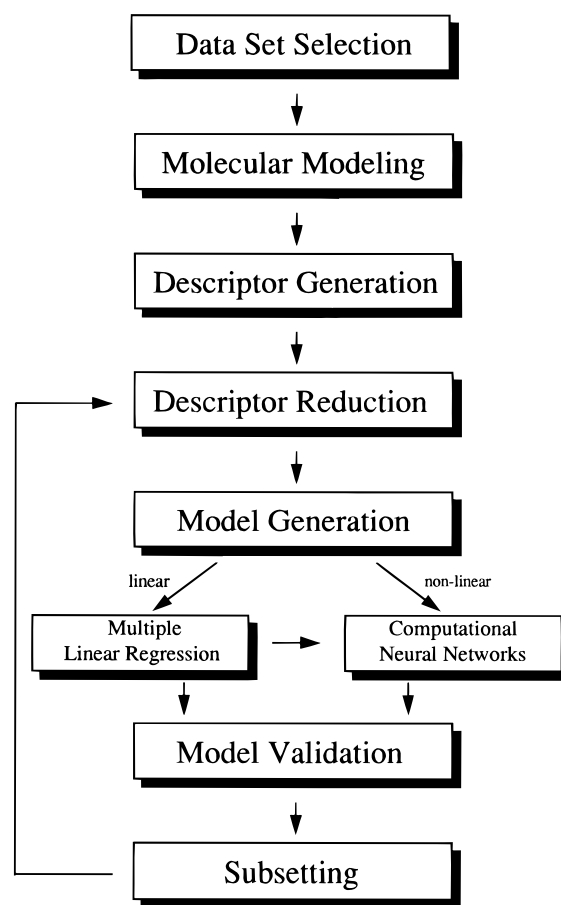 Data Set Selection
Molecular Modeling
Descriptor Generation
Descriptor Reduction
Model Generation
linear
non-linear
Multiple
Linear Regression
Computational
Neural Networks
Model Validation
Subsetting